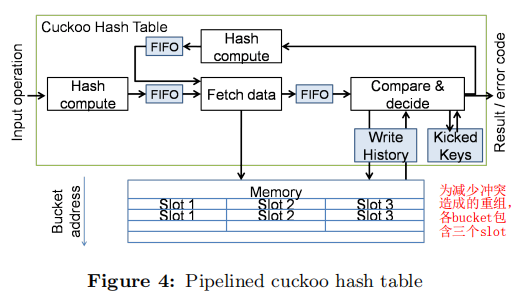 Cuckoo Hash Table
FIFO
Hash
compute
Input operation
Hash
compute
FIFO
Fetch data
FIFO
Compare &
decide
Result / error code
Write
History
Kicked
Keys
Bucket
address
Memory
Slot 1 Slot 2 Slot 3
Slot 1 Slot 2 Slot 3
为减少冲突
造成的重组,
各bucket包
含三个slot
Figure 4: Pipelined cuckoo hash table